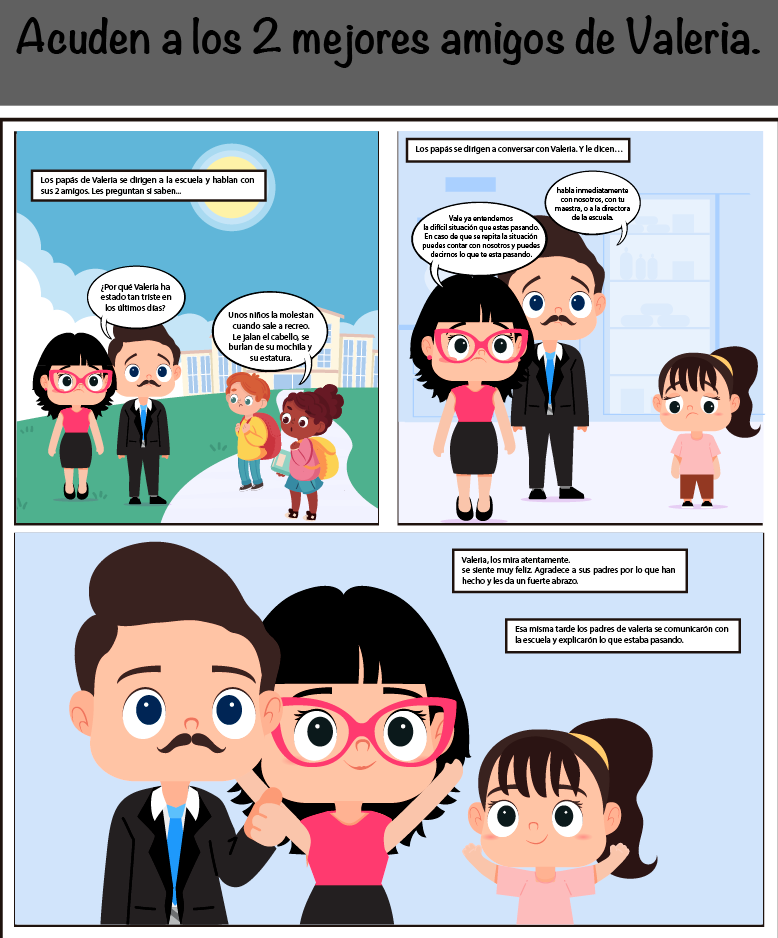 Acuden a los 2 mejores amigos de Valeria.
Los papás de Valeria se dirigen a la escuela y hablan con
sus 2 amigos. Les preguntan si saben...
¿Por qué Valeria ha
estado tan triste en
los últimos días?
Unos niños la molestan
cuando sale a recreo.
Le jalan el cabello, se
burlan de su mochila y
su estatura.
Los papás se dirigen a conversar con Valeria. Y le dicen...
Vale ya entendemos
la dificil situación que estas pasando.
En caso de que se repita la situación
puedes contar con nosotros y puedes
decirnos lo que te esta pasando.
habla inmediatamente
con nosotros, con tu
maestra, o a la directora
de la escuela.
Valeria, los mira atentamente.
se siente muy feliz. Agradece a sus padres por lo que han
hecho y les da un fuerte abrazo.
Esa misma tarde los padres de valeria se comunicarón con
la escuela y explicarón lo que estaba pasando.